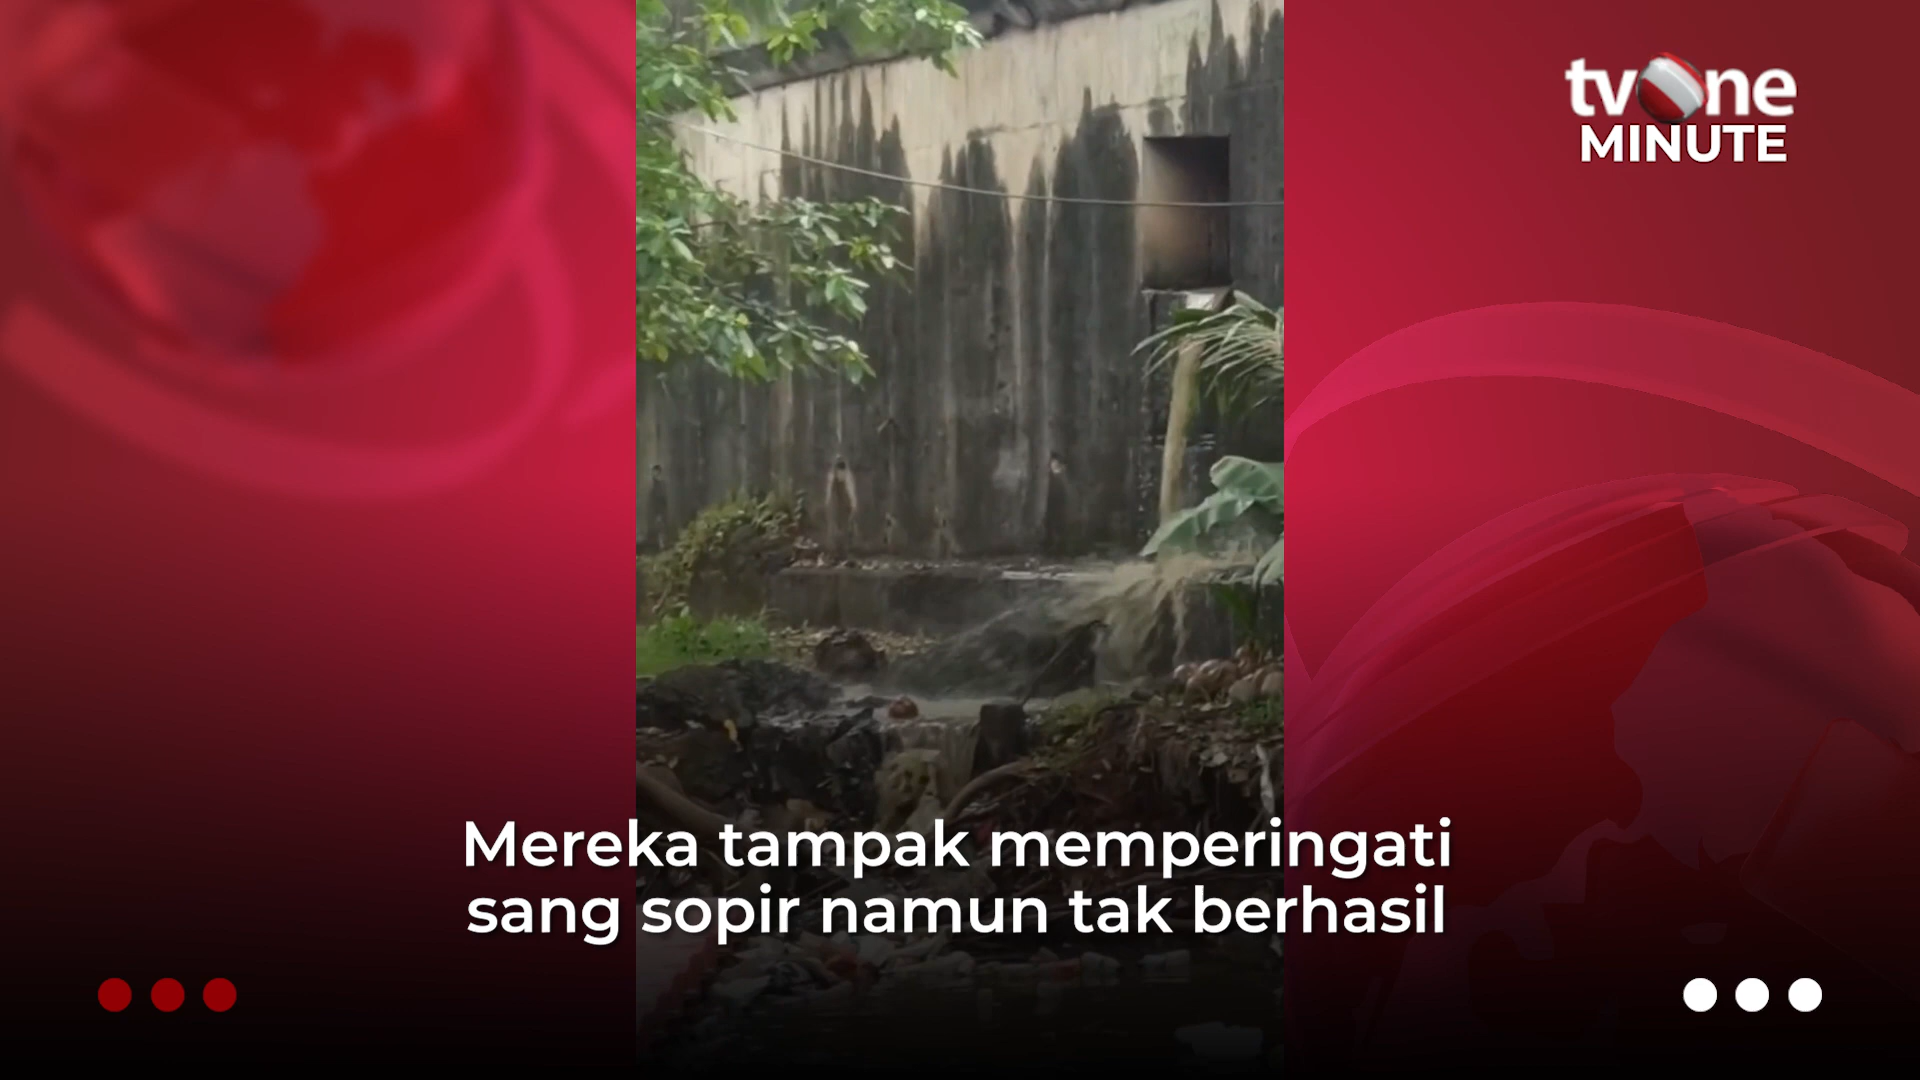 tvOne
MINUTE
Mereka tampak memperingati
sang sopir namun tak berhasil